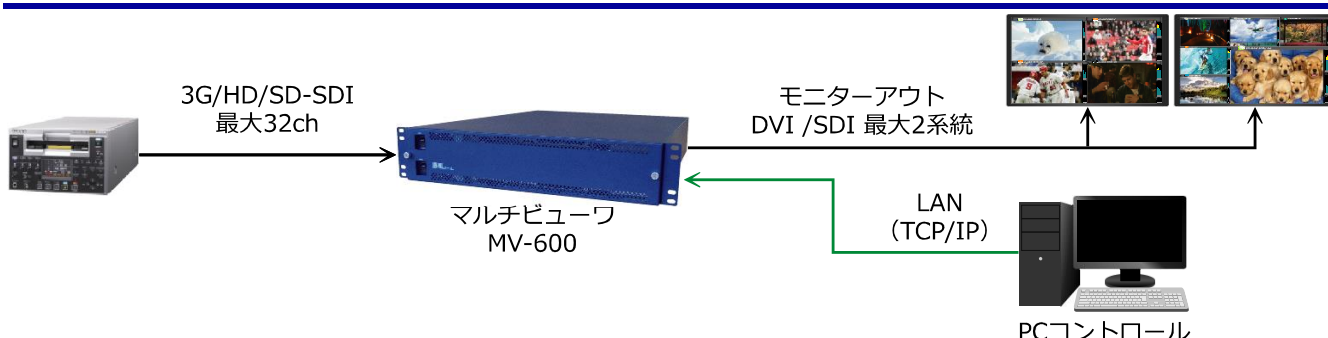 3G/HD/SD-SDI
最大32ch
モニターアウト
DVI /SDI 最大2系統
マルチビューワ
MV-600
LAN
（TCP/IP）
PCコントロール